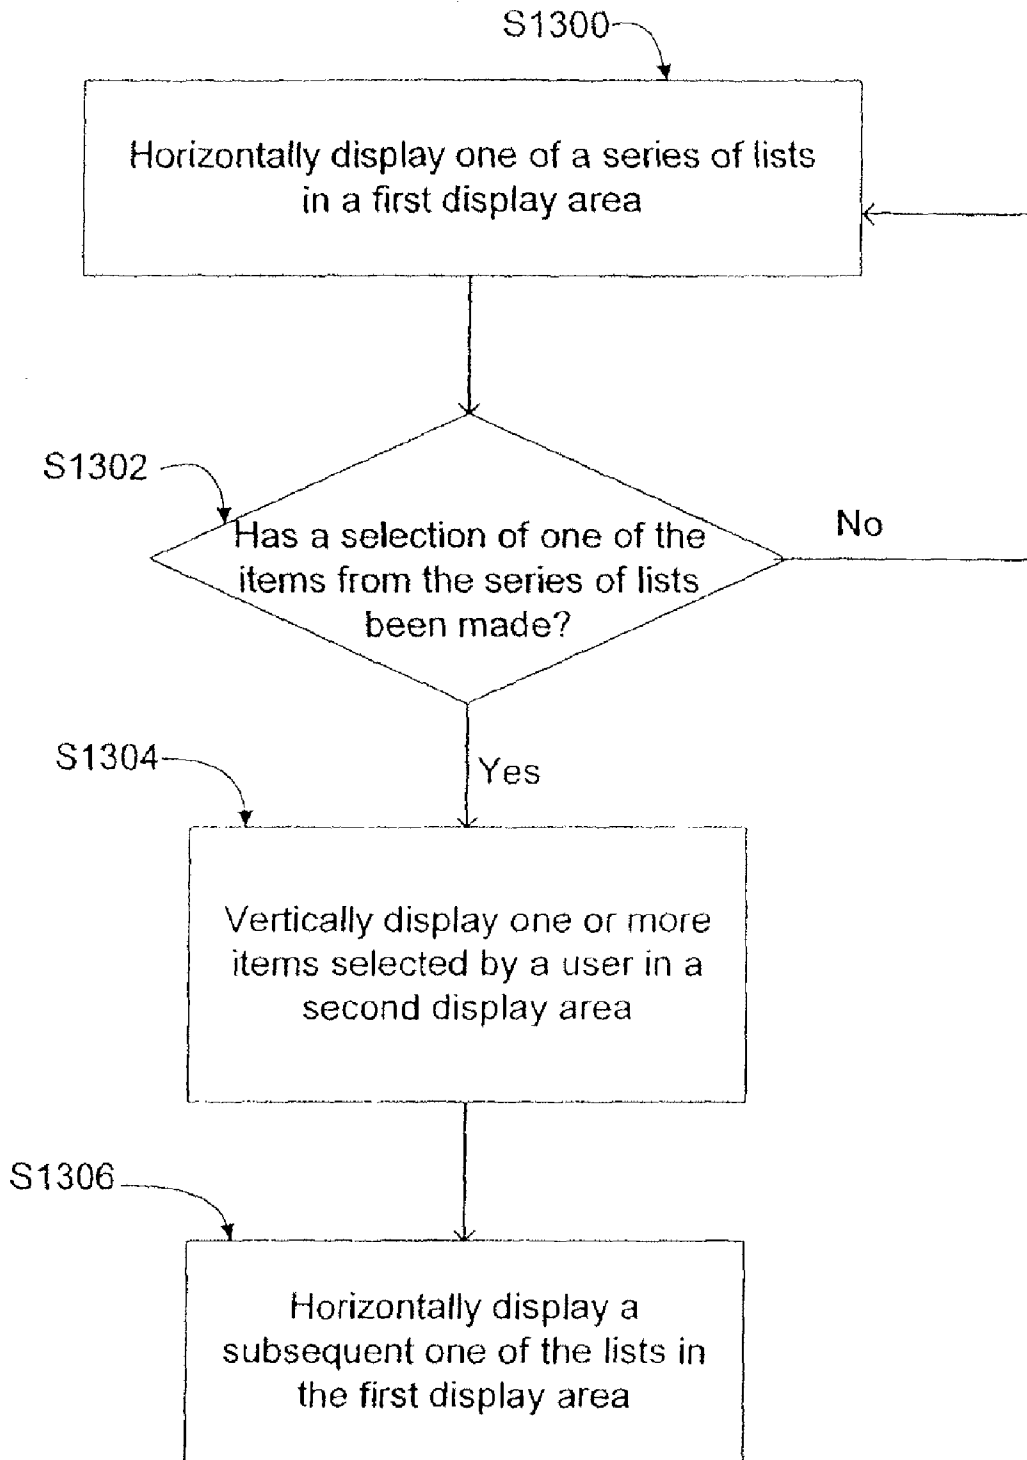 S1300
Horizontally display one of a series of lists
in a first display area
S1302
Has a selection of one of the
items from the series of lists
been made?
No
S1304
Yes
Vertically display one or more
items selected by a user in a
second display area
S1306
Horizontally display a
subsequent one of the lists in
the first display area